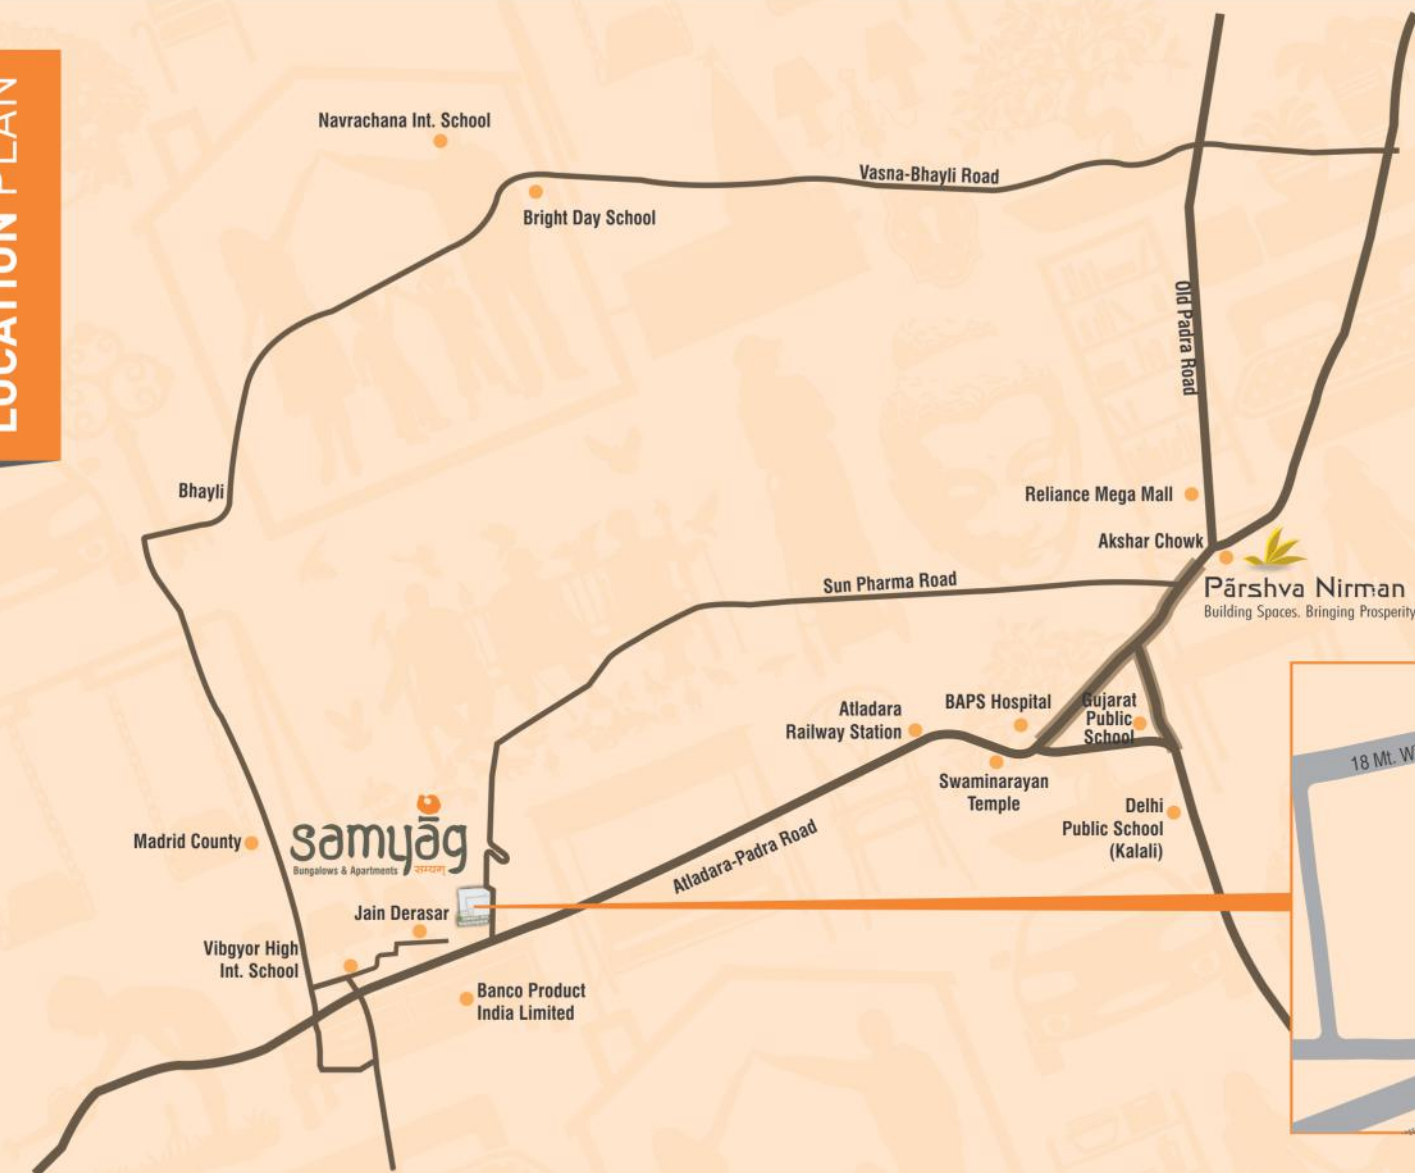 LOCATION PLAN
Navrachana Int. School
Vasna-Bhayli Road
Bright Day School
Old Padra Road
Bhayli
Reliance Mega Mall
Akshar Chowk
Pãrshva Nirman
Building Spaces. Bringing Prosperity
Sun Pharma Road
Atladara
Railway Station
BAPS Hospital
Gujarat
Public
School
Swaminarayan
Temple
18 Mt. W
Delhi
Public School
(Kalali)
Atladara-Padra Road
Madrid County
samyāg
Bungalows & Apartments सम्यग्
Jain Derasar
Vibgyor High
Int. School
Banco Product
India Limited